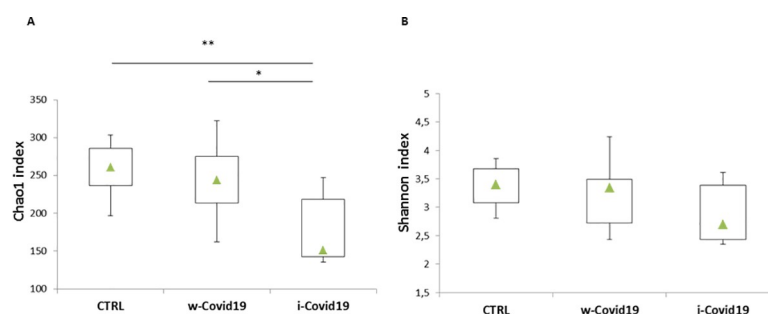 A
**
*
Chao1 index
350
300
250
200
150
100
CTRL
w-Covid19
i-Covid19
B
Shannon index
5
4,5
4
3,5
3
2,5
2
1,5
CTRL
w-Covid19
i-Covid19